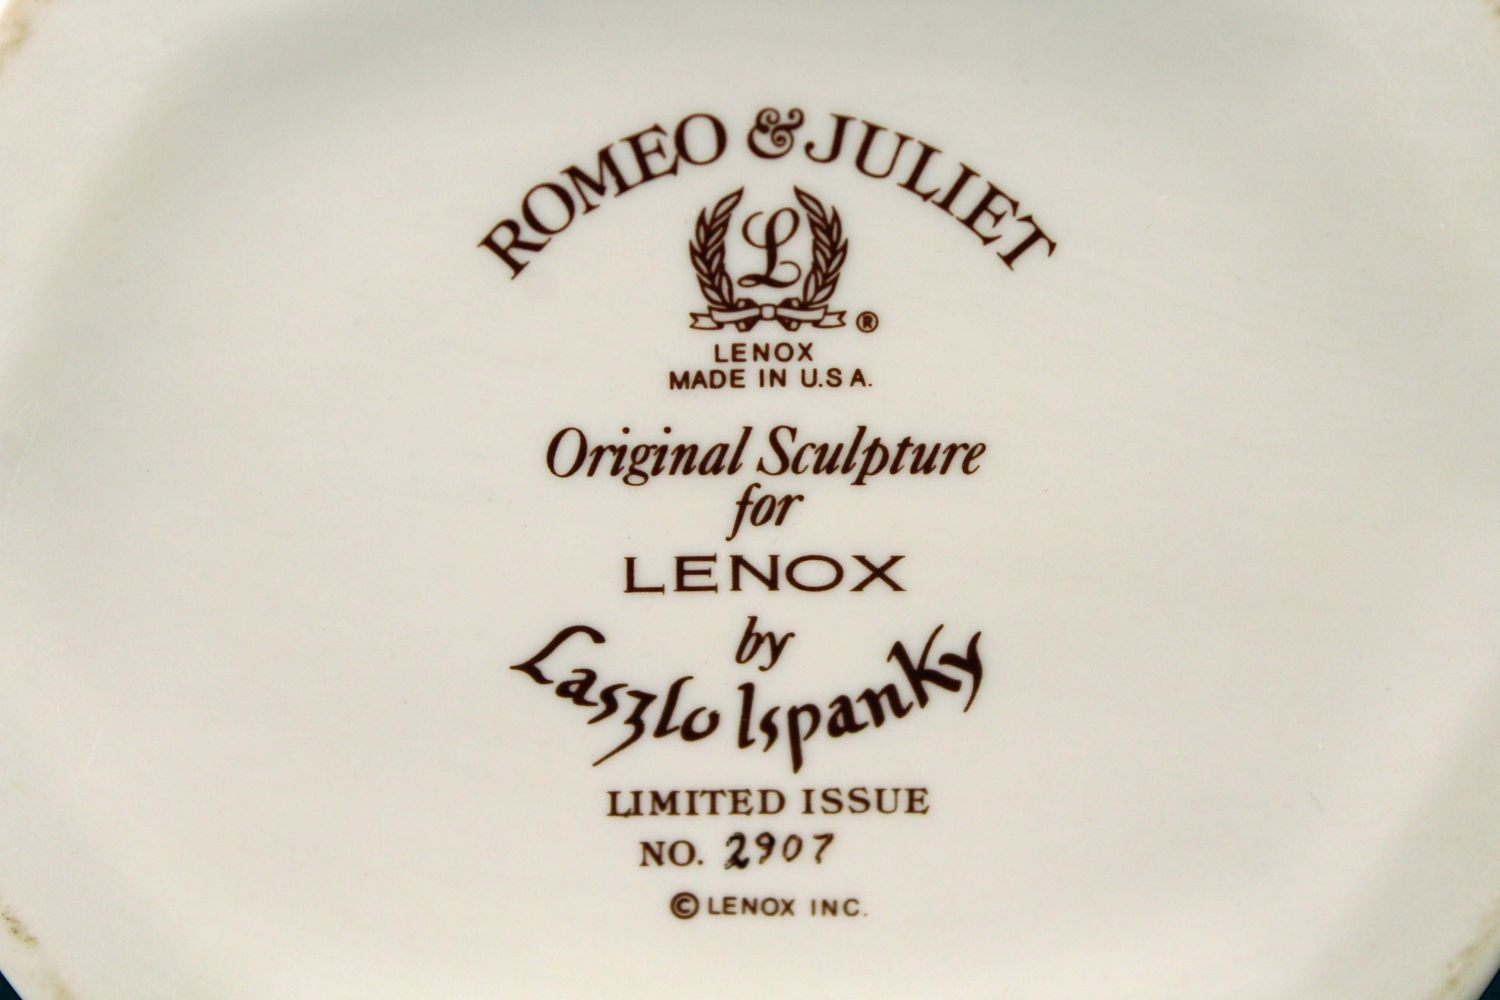 ROMEO & JULIET
L
®
LENOX
MADE IN U.S A.
Original Sculpture
for
LENOX
by
Laszlo Ispanky
LIMITED ISSUE
NO. 2907
© LENOX INC.